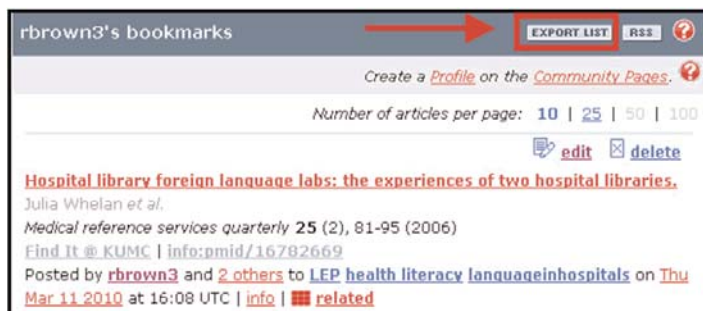 rbrown3's bookmarks EXPORT LIST RSS ?
Create a Profile on the Community Pages. ?
Number of articles per page: 10 | 25 | 50 | 100
edit delete
Hospital library foreign language labs: the experiences of two hospital libraries.
Julia Whelan et al.
Medical reference services quarterly 25 (2), 81-95 (2006)
Find It @ KUMC | info:pmid/16782669
Posted by rbrown3 and 2 others to LEP health literacy languageinhospitals on Thu
Mar 11 2010 at 16:08 UTC | info | related